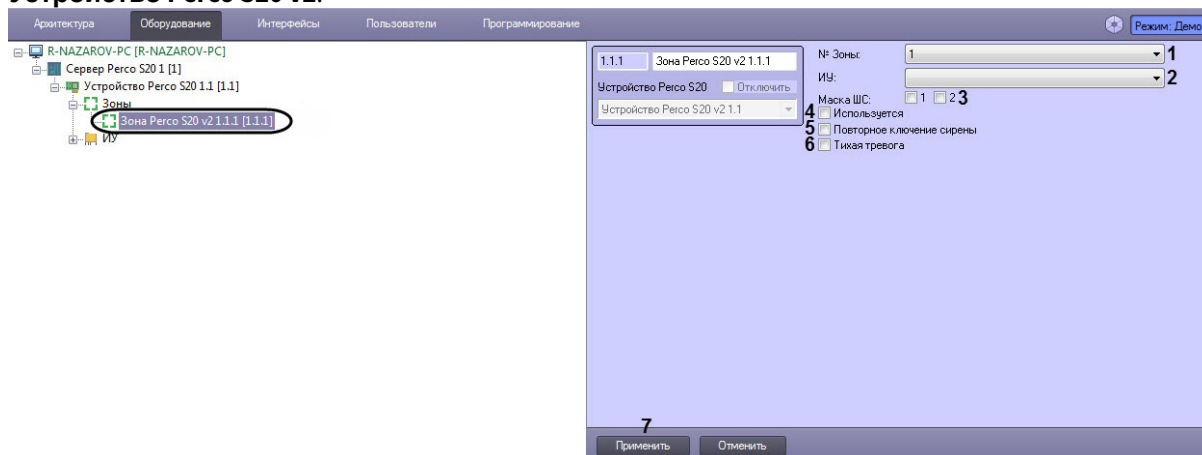 Архитектура Оборудование Интерфейсы Пользователи Программирование Режим: Демо
R-NAZAROV-PC [R-NAZAROV-PC]
Сервер Perco S20 1 [1]
Устройство Perco S20 1.1 [1.1]
Зоны
Зона Perco S20 v2 1.1.1 [1.1.1]
ИУ
1.1.1 Зона Perco S20 v2 1.1.1
Устройство Perco S20 Отключить
Устройство Perco S20 v2 1.1
№ Зоны: 1 1
ИУ: 2
Маска ШС: 1 2 3
4 Используется
5 Повторное ключение сирены
6 Тихая тревога
7
Применить Отменить